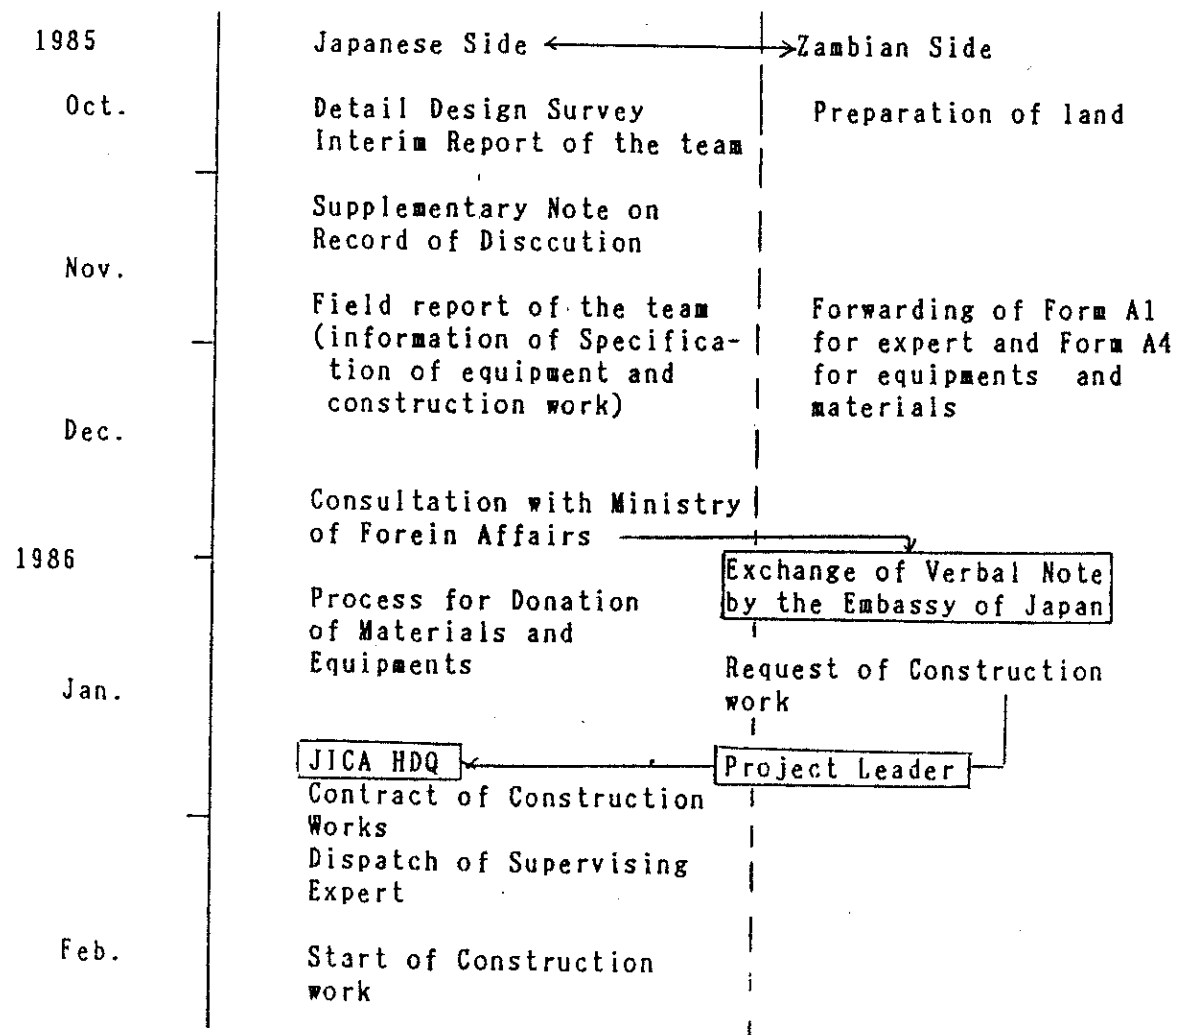 1985
Japanese Side
Zambian Side
Oct.
Detail Design Survey
Interim Report of the team
Preparation of land
Supplementary Note on
Record of Disccution
Nov.
Field report of the team
(information of Specifica-
tion of equipment and
construction work)
Forwarding of Form A1
for expert and Form A4
for equipments and
materials
Dec.
Consultation with Ministry
of Forein Affairs
1986
Exchange of Verbal Note
by the Embassy of Japan
Process for Donation
of Materials and
Equipments
Request of Construction
work
Jan.
JICA HDQ
Project Leader
Contract of Construction
Works
Dispatch of Supervising
Expert
Feb.
Start of Construction
work